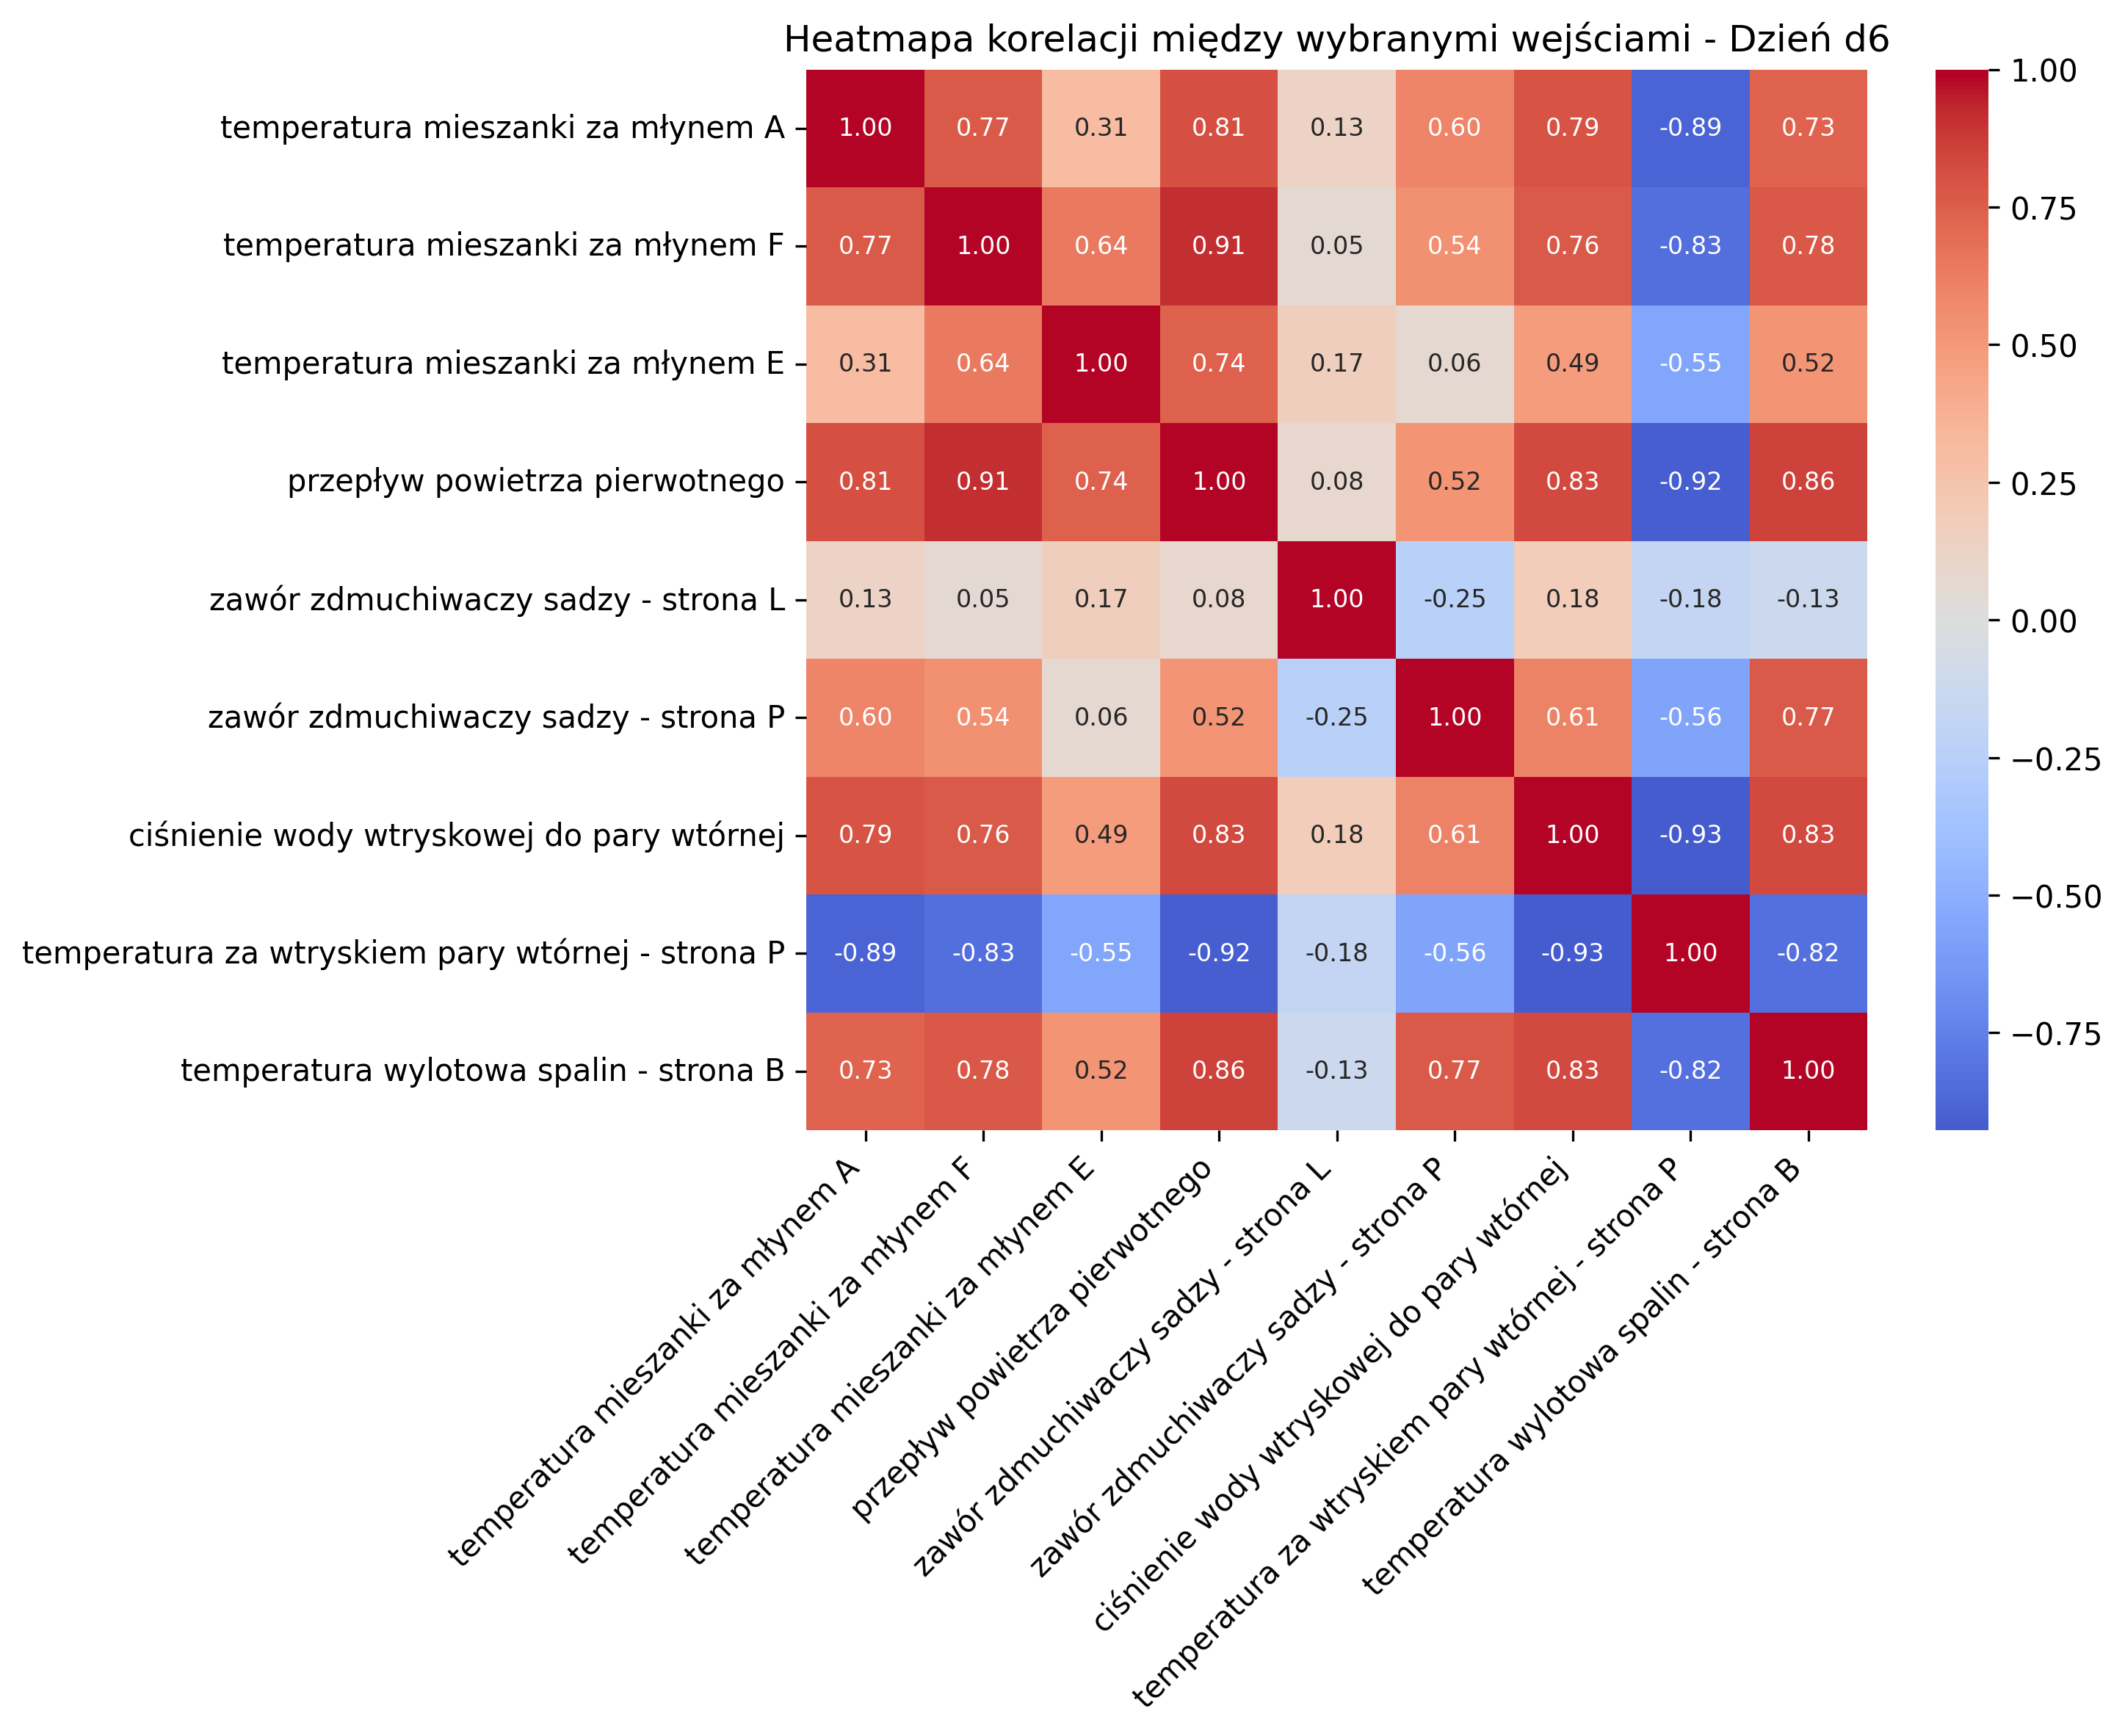 Heatmapa korelacji między wybranymi wejściami - Dzień d6
temperatura mieszanki za młynem A 1.00 0.77 0.31 0.81 0.13 0.60 0.79 -0.89 0.73
temperatura mieszanki za młynem F 0.77 1.00 0.64 0.91 0.05 0.54 0.76 -0.83 0.78
temperatura mieszanki za młynem E 0.31 0.64 1.00 0.74 0.17 0.06 0.49 -0.55 0.52
przepływ powietrza pierwotnego 0.81 0.91 0.74 1.00 0.08 0.52 0.83 -0.92 0.86
zawór zdmuchiwaczy sadzy - strona L 0.13 0.05 0.17 0.08 1.00 -0.25 0.18 -0.18 -0.13
zawór zdmuchiwaczy sadzy - strona P 0.60 0.54 0.06 0.52 -0.25 1.00 0.61 -0.56 0.77
ciśnienie wody wtryskowej do pary wtórnej 0.79 0.76 0.49 0.83 0.18 0.61 1.00 -0.93 0.83
temperatura za wtryskiem pary wtórnej - strona P -0.89 -0.83 -0.55 -0.92 -0.18 -0.56 -0.93 1.00 -0.82
temperatura wylotowa spalin - strona B 0.73 0.78 0.52 0.86 -0.13 0.77 0.83 -0.82 1.00
temperatura mieszanki za młynem A
temperatura mieszanki za młynem F
temperatura mieszanki za młynem E
przepływ powietrza pierwotnego
zawór zdmuchiwaczy sadzy - strona L
zawór zdmuchiwaczy sadzy - strona P
ciśnienie wody wtryskowej do pary wtórnej
temperatura za wtryskiem pary wtórnej - strona P
temperatura wylotowa spalin - strona B
1.00
0.75
0.50
0.25
0.00
−0.25
−0.50
−0.75